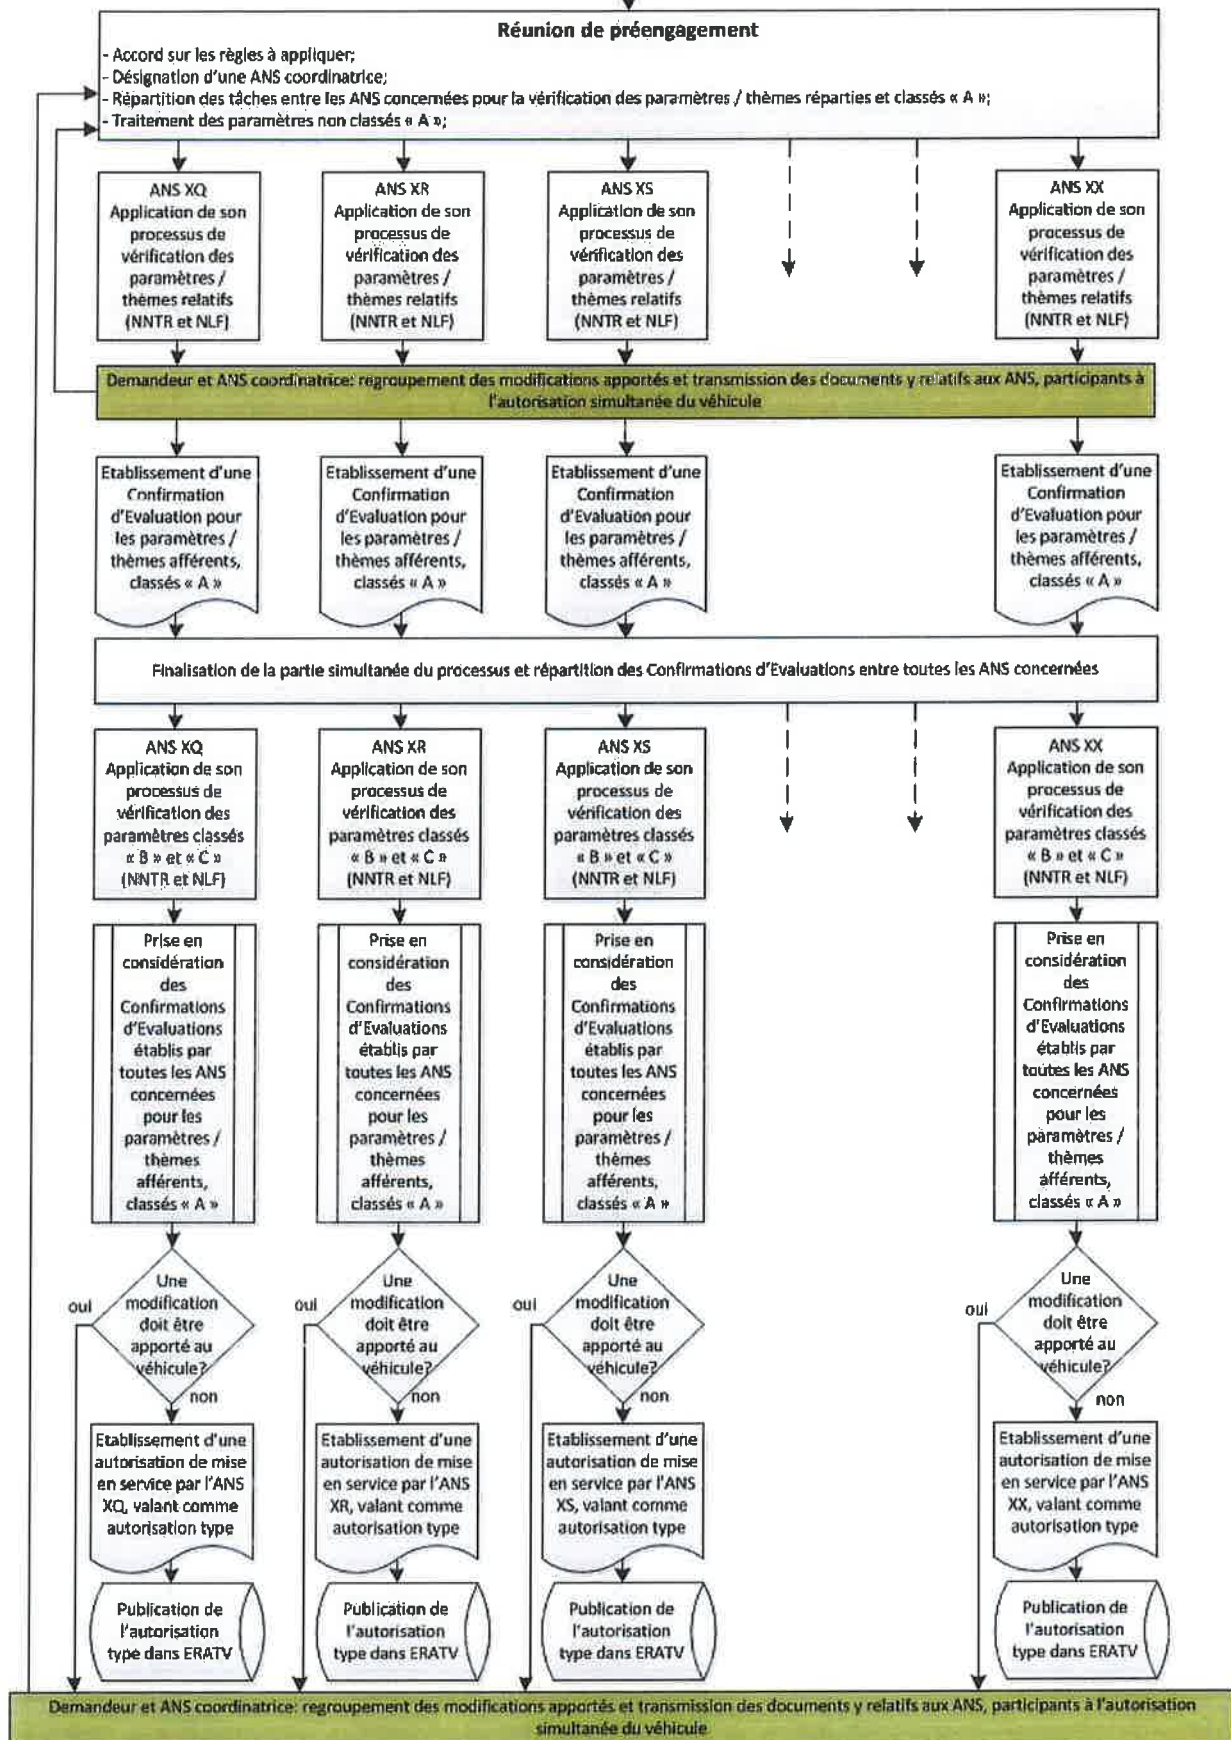 Réunion de préengagement
- Accord sur les règles à appliquer;
- Désignation d'une ANS coordinatrice;
- Répartition des tâches entre les ANS concernées pour la vérification des paramètres / thèmes réparties et classés « A »;
- Traitement des paramètres non classés « A »;
ANS XQ
Application de son
processus de
vérification des
paramètres /
thèmes relatifs
(NNTR et NLF)
ANS XR
Application de son
processus de
vérification des
paramètres /
thèmes relatifs
(NNTR et NLF)
ANS XS
Application de son
processus de
vérification des
paramètres /
thèmes relatifs
(NNTR et NLF)
ANS XX
Application de son
processus de
vérification des
paramètres /
thèmes relatifs
(NNTR et NLF)
Demandeur et ANS coordinatrice: regroupement des modifications apportés et transmission des documents y relatifs aux ANS, participants à
l'autorisation simultanée du véhicule
Etablissement d'une
Confirmation
d'Evaluation pour
les paramètres /
thèmes afférents,
classés « A »
Etablissement d'une
Confirmation
d'Evaluation pour
les paramètres /
thèmes afférents,
classés « A »
Etablissement d'une
Confirmation
d'Evaluation pour
les paramètres /
thèmes afférents,
classés « A »
Etablissement d'une
Confirmation
d'Evaluation pour
les paramètres /
thèmes afférents,
classés « A »
Finalisation de la partie simultanée du processus et répartition des Confirmations d'Evaluations entre toutes les ANS concernées
ANS XQ
Application de son
processus de
vérification des
paramètres classés
« B » et « C »
(NNTR et NLF)
ANS XR
Application de son
processus de
vérification des
paramètres classés
« B » et « C »
(NNTR et NLF)
ANS XS
Application de son
processus de
vérification des
paramètres classés
« B » et « C »
(NNTR et NLF)
ANS XX
Application de son
processus de
vérification des
paramètres classés
« B » et « C »
(NNTR et NLF)
Prise en
considération
des
Confirmations
d'Evaluations
établis par
toutes les ANS
concernées
pour les
paramètres /
thèmes
afférents,
classés « A »
Prise en
considération
des
Confirmations
d'Evaluations
établis par
toutes les ANS
concernées
pour les
paramètres /
thèmes
afférents,
classés « A »
Prise en
considération
des
Confirmations
d'Evaluations
établis par
toutes les ANS
concernées
pour les
paramètres /
thèmes
afférents,
classés « A »
Prise en
considération
des
Confirmations
d'Evaluations
établis par
toutes les ANS
concernées
pour les
paramètres /
thèmes
afférents,
classés « A »
oui
Une
modification
doit être
apporté au
véhicule?
non
oui
Une
modification
doit être
apporté au
véhicule?
non
oui
Une
modification
doit être
apporté au
véhicule?
non
oui
Une
modification
doit être
apporté au
véhicule?
non
Etablissement d'une
autorisation de mise
en service par l'ANS
XQ, valant comme
autorisation type
Etablissement d'une
autorisation de mise
en service par l'ANS
XR, valant comme
autorisation type
Etablissement d'une
autorisation de mise
en service par l'ANS
XS, valant comme
autorisation type
Etablissement d'une
autorisation de mise
en service par l'ANS
XX, valant comme
autorisation type
Publication de
l'autorisation
type dans ERATV
Publication de
l'autorisation
type dans ERATV
Publication de
l'autorisation
type dans ERATV
Publication de
l'autorisation
type dans ERATV
Demandeur et ANS coordinatrice: regroupement des modifications apportés et transmission des documents y relatifs aux ANS, participants à l'autorisation
simultanée du véhicule